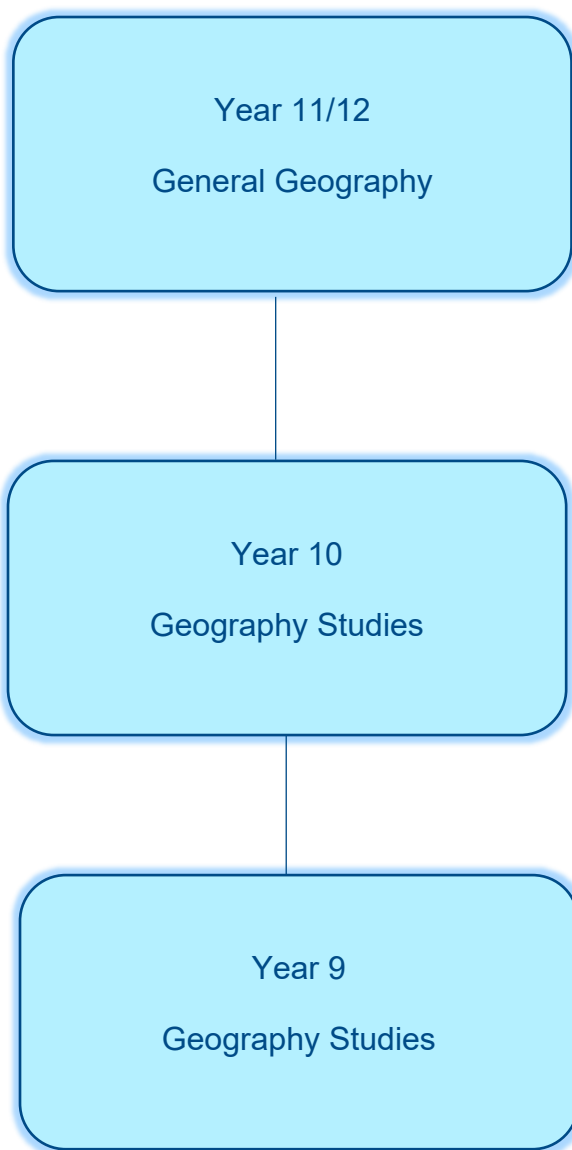 Year 11/12
General Geography
Year 10
Geography Studies
Year 9
Geography Studies